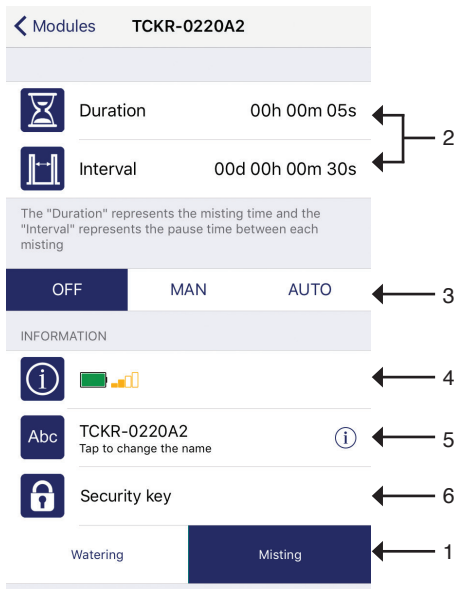 Modules TCKR-0220A2
Duration 00h 00m 05s
2
Interval 00d 00h 00m 30s
The "Duration" represents the misting time and the
"Interval" represents the pause time between each
misting
OFF MAN AUTO
3
INFORMATION
i
4
Abc TCKR-0220A2 i
Tap to change the name
5
Security key
6
Watering Misting
1